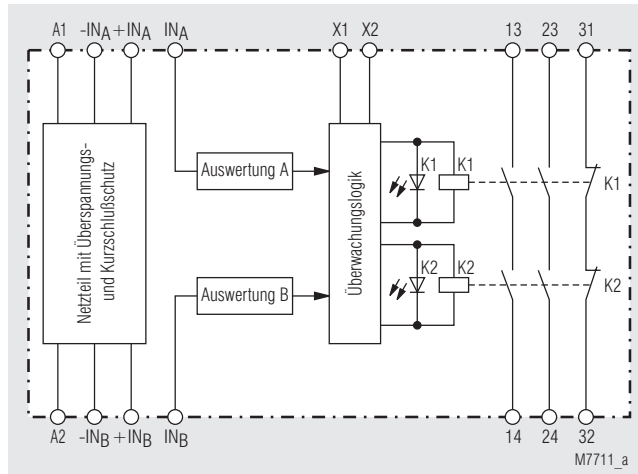 A1 -INA +INA INA X1 X2 13 23 31
Netzteil mit Überspannungs-
und Kurzschlußschutz
Auswertung A
Auswertung B
Überwachungslogik
K1 K1 K1
K2 K2 K2
A2 -INB +INB INB 14 24 32
M7711_a